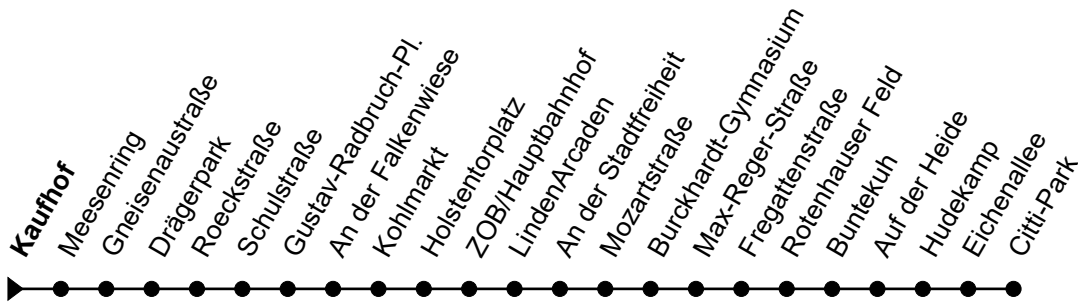 Kaufhof
Meesenring
Gneisenaustraße
Drägerpark
Roeckstraße
Schulstraße
Gustav-Radbruch-Pl.
An der Falkenwiese
Kohlmarkt
Holstentorplatz
ZOB/Hauptbahnhof
LindenArcaden
An der Stadtfreiheit
Mozartstraße
Burckhardt-Gymnasium
Max-Reger-Straße
Fregattenstraße
Rotenhauser Feld
Buntekuh
Auf der Heide
Hudekamp
Eichenallee
Citti-Park